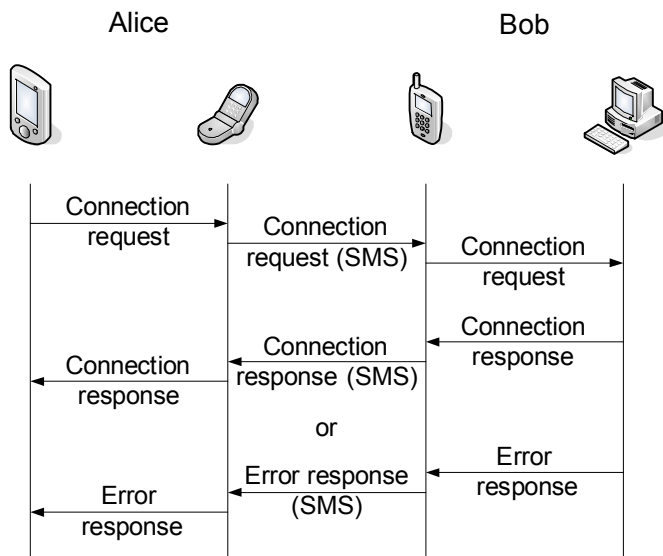 Alice
Bob
Connection
request
Connection
request (SMS)
Connection
request
Connection
response
Connection
response (SMS)
Connection
response
or
Error
response
Error response
(SMS)
Error
response